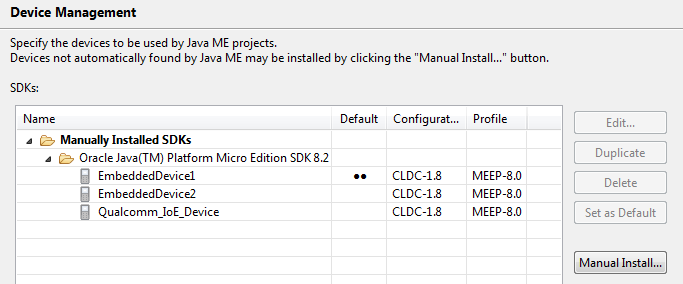 Device Management
Specify the devices to be used by Java ME projects.
Devices not automatically found by Java ME may be installed by clicking the "Manual Install..." button.
SDKs:
Name Default Configurat... Profile
Manually Installed SDKs
Oracle Java(TM) Platform Micro Edition SDK 8.2
EmbeddedDevice1 •• CLDC-1.8 MEEP-8.0
EmbeddedDevice2 CLDC-1.8 MEEP-8.0
Qualcomm_IoE_Device CLDC-1.8 MEEP-8.0
Edit...
Duplicate
Delete
Set as Default
Manual Install...